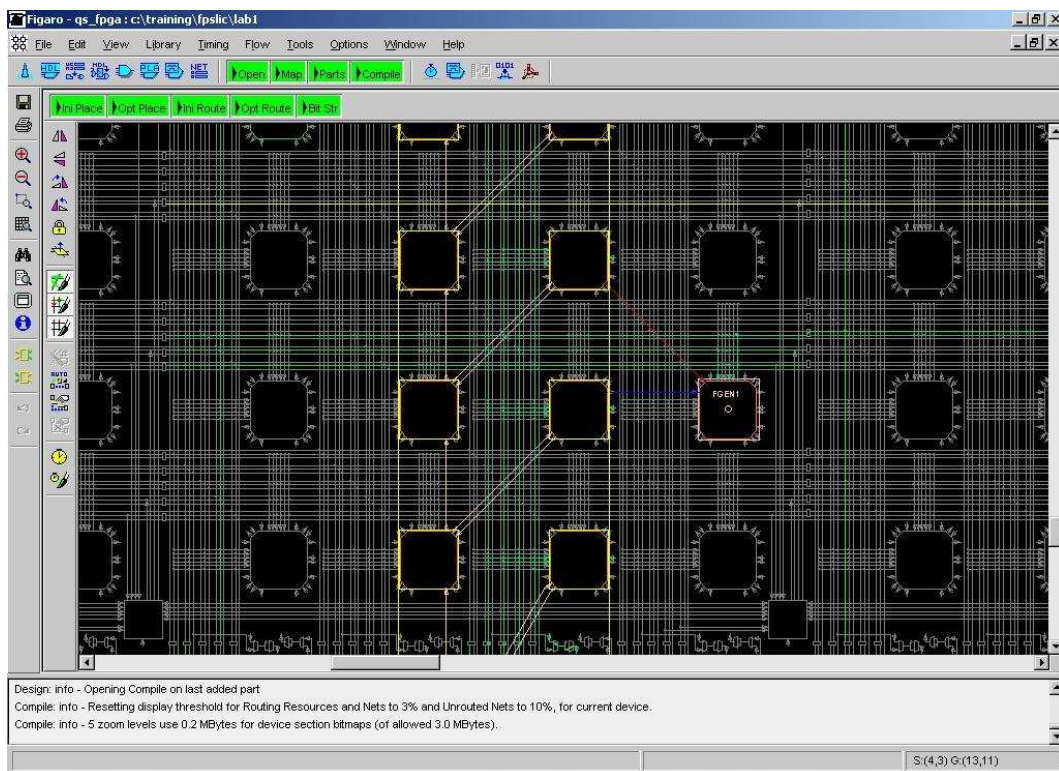 Figaro - qs_fpga : c:\training\fpslic\lab1
File Edit View Library Timing Flow Tools Options Window Help
HDL NET Open Map Parts Compile 0101
Ini Place Opt Place Ini Route Opt Route Bit Str
AUTO
FGEN1
Design: info - Opening Compile on last added part
Compile: info - Resetting display threshold for Routing Resources and Nets to 3% and Unrouted Nets to 10%, for current device.
Compile: info - 5 zoom levels use 0.2 MBytes for device section bitmaps (of allowed 3.0 MBytes).
S:(4,3) G:(13,11)